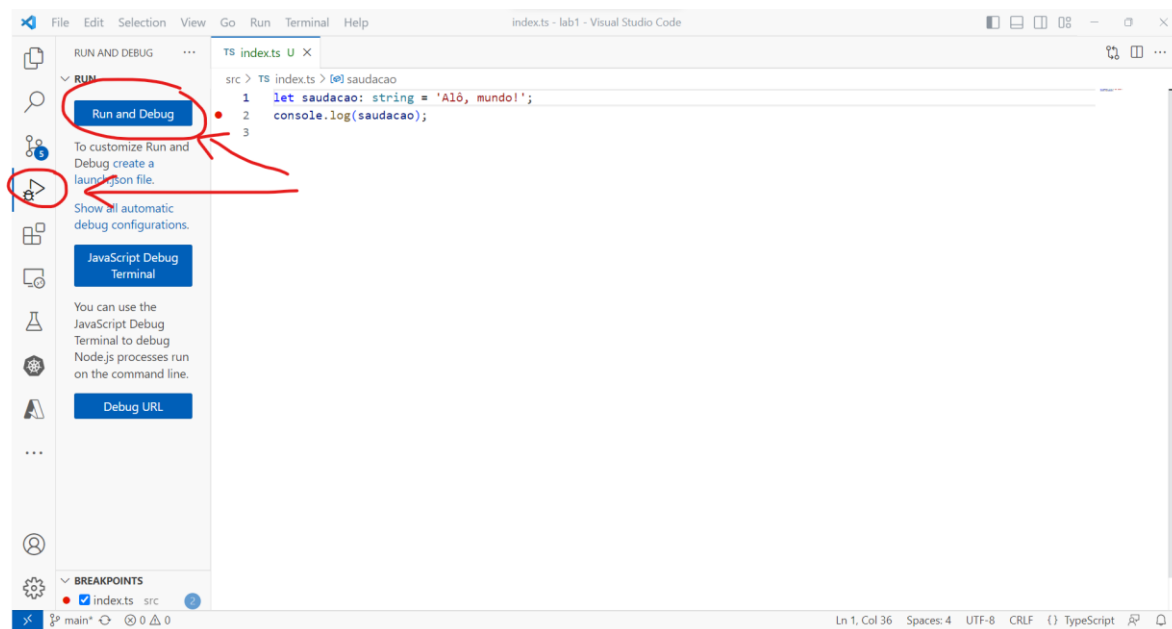 File Edit Selection View Go Run Terminal Help
index.ts - lab1 - Visual Studio Code
RUN AND DEBUG ...
TS index.ts U ×
RUN
src > TS index.ts > saudacao
Run and Debug
1 let saudacao: string = 'Alô, mundo!';
2 console.log(saudacao);
3
To customize Run and
Debug create a
launch.json file.
5
Show all automatic
debug configurations.
JavaScript Debug
Terminal
You can use the
JavaScript Debug
Terminal to debug
Node.js processes run
on the command line.
Debug URL
BREAKPOINTS
index.ts src 2
main* 0 0
Ln 1, Col 36 Spaces: 4 UTF-8 CRLF {} TypeScript